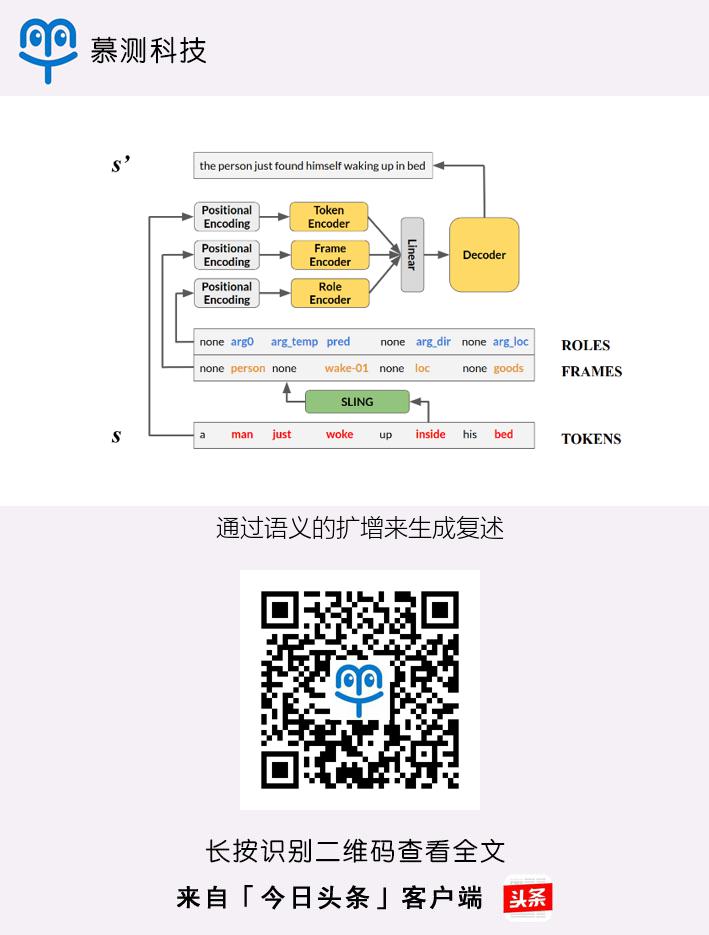 慕测科技
s’
the person just found himself waking up in bed
Positional Encoding
Token Encoder
Positional Encoding
Frame Encoder
Positional Encoding
Role Encoder
Linear
Decoder
none arg0 arg_temp pred none arg_dir none arg_loc
ROLES
none person none wake-01 none loc none goods
FRAMES
SLING
s
a man just woke up inside his bed
TOKENS
通过语义的扩增来生成复述
长按识别二维码查看全文
来自「今日头条」客户端
头条